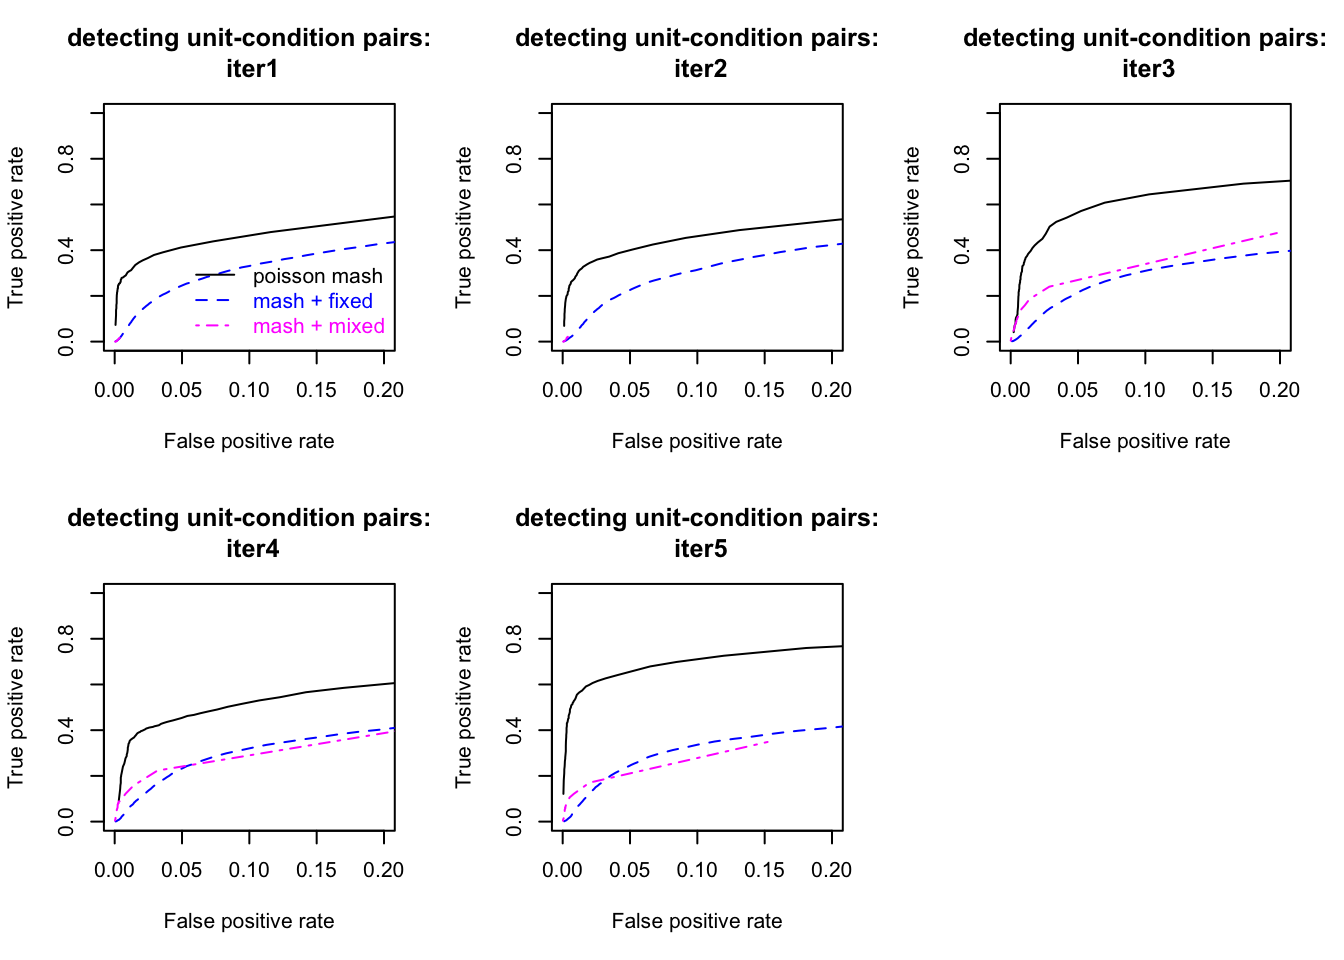 detecting unit-condition pairs:
iter1
True positive rate
0.8
0.4
0.0
poisson mash
mash + fixed
mash + mixed
0.00 0.05 0.10 0.15 0.20
False positive rate
detecting unit-condition pairs:
iter2
True positive rate
0.8
0.4
0.0
0.00 0.05 0.10 0.15 0.20
False positive rate
detecting unit-condition pairs:
iter3
True positive rate
0.8
0.4
0.0
0.00 0.05 0.10 0.15 0.20
False positive rate
detecting unit-condition pairs:
iter4
True positive rate
0.8
0.4
0.0
0.00 0.05 0.10 0.15 0.20
False positive rate
detecting unit-condition pairs:
iter5
True positive rate
0.8
0.4
0.0
0.00 0.05 0.10 0.15 0.20
False positive rate